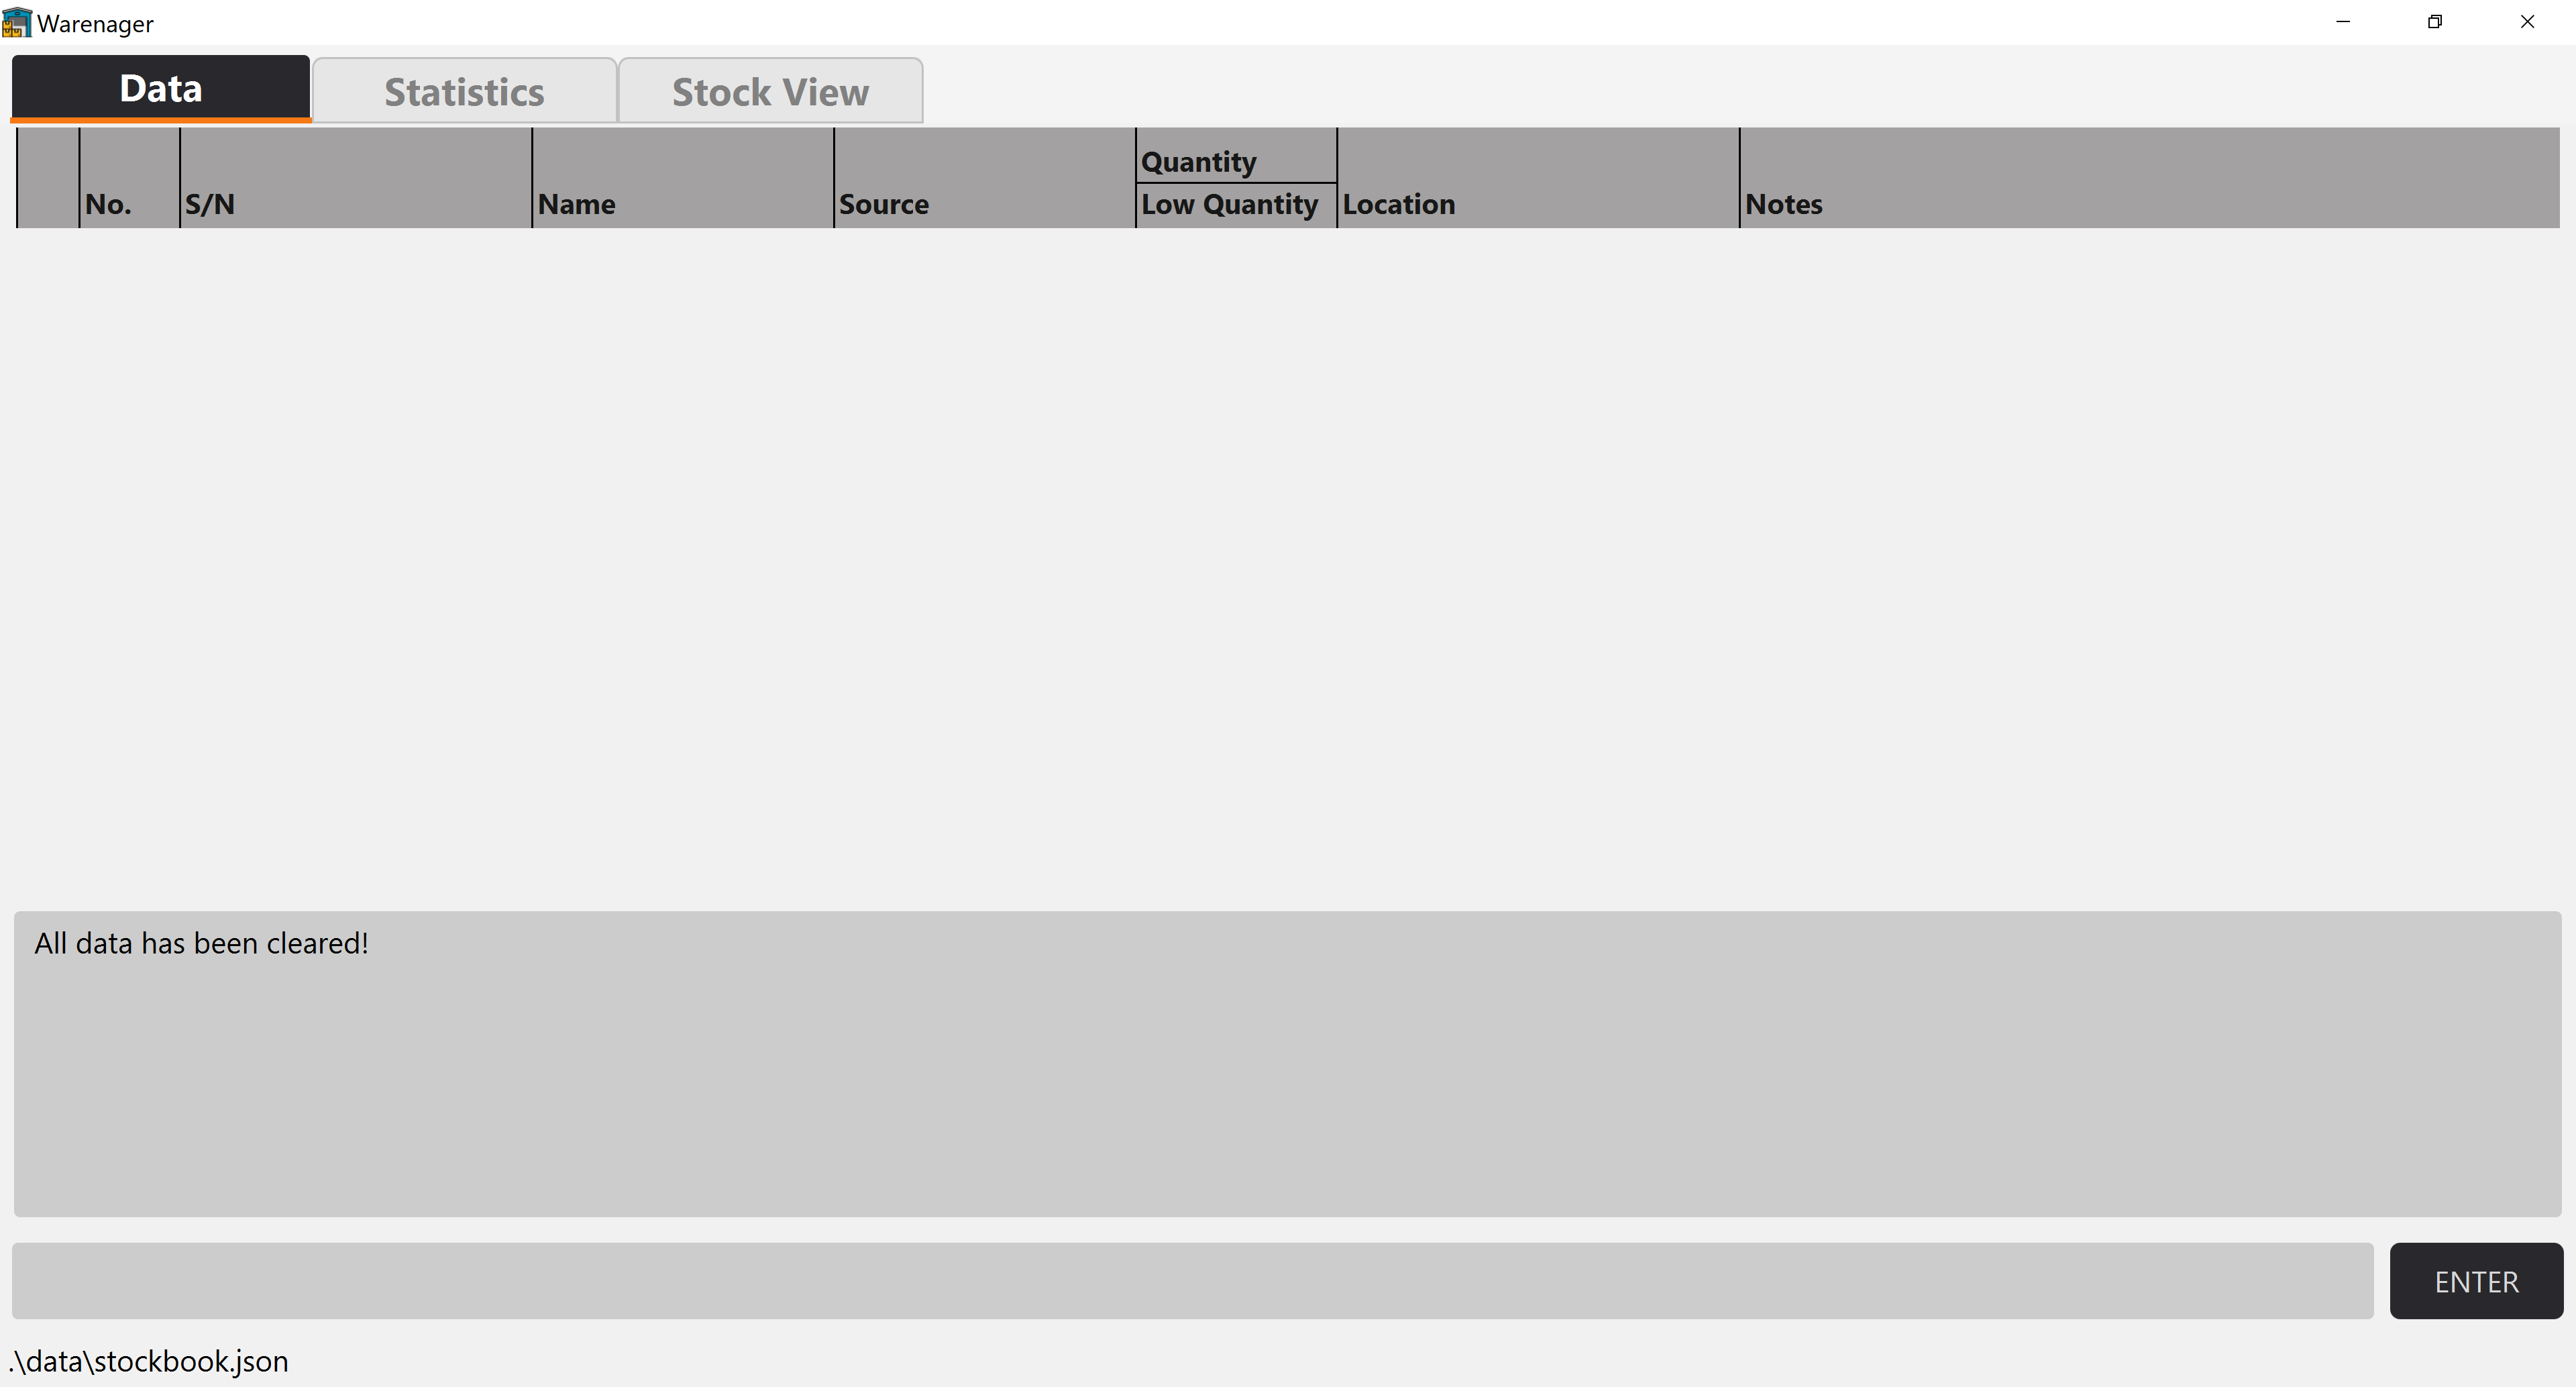 Warenager
Data
Statistics
Stock View
No.
S/N
Name
Source
Quantity
Low Quantity
Location
Notes
All data has been cleared!
ENTER
.\data\stockbook.json